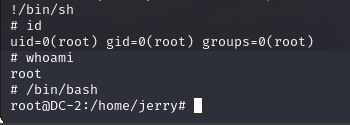 !/bin/sh
# id
uid=0(root) gid=0(root) groups=0(root)
# whoami
root
# /bin/bash
root@DC-2:/home/jerry#